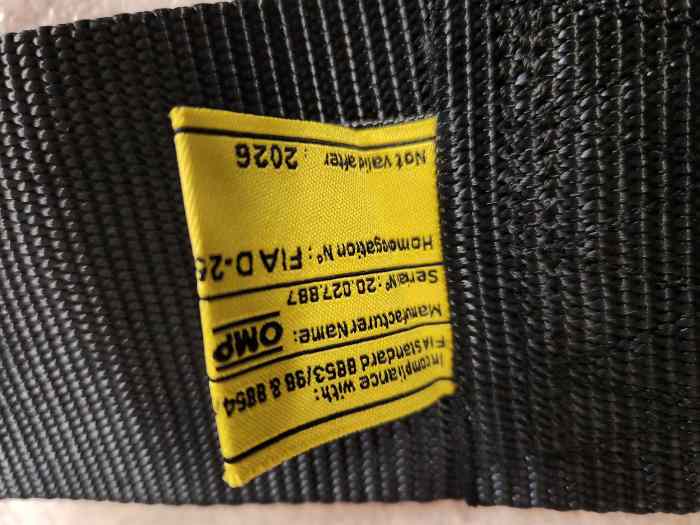 In compliance with:
FIA Standard 8853/98 & 8854/
Manufacturer Name: OMP
Serial N°: 20.027.887
Homologation N°: FIA D-2
Not valid after : 2026